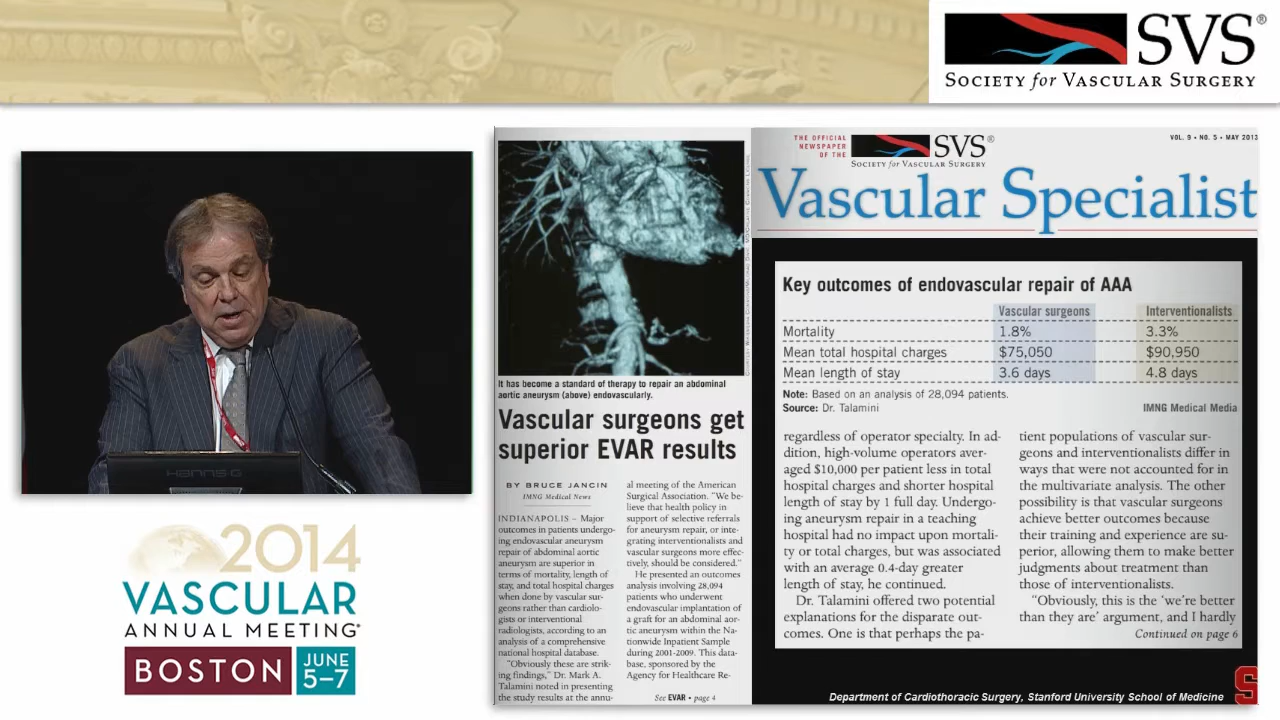 SVS®
SOCIETY for VASCULAR SURGERY
MOLIERE
HANNS-G
2014
VASCULAR
ANNUAL MEETING®
BOSTON
JUNE
5–7
It has become a standard of therapy to repair an abdominal
aortic aneurysm (above) endovascularly.
Vascular surgeons get
superior EVAR results
BY BRUCE JANCIN
IMNG Medical News
INDIANAPOLIS – Major
outcomes in patients undergo-
ing endovascular aneurysm
repair of abdominal aortic
aneurysm are superior in
terms of mortality, length of
stay, and total hospital charges
when done by vascular sur-
geons rather than cardiolo-
gists or interventional
radiologists, according to an
analysis of a comprehensive
national hospital database.
"Obviously these are strik-
ing findings," Dr. Mark A.
Talamini noted in presenting
the study results at the annu-
al meeting of the American
Surgical Association. "We be-
lieve that health policy in
support of selective referrals
for aneurysm repair, or inte-
grating interventionists and
vascular surgeons more effec-
tively, should be considered."
He presented an outcomes
analysis involving 28,094
patients who underwent
endovascular implantation of
a graft for an abdominal aor-
tic aneurysm within the Na-
tionwide Inpatient Sample
during 2001-2009. This data-
base, sponsored by the
Agency for Healthcare Re-
See EVAR • page 4
THE OFFICIAL
NEWSPAPER
OF THE
SVS®
SOCIETY for VASCULAR SURGERY
VOL. 9 • NO. 5 • MAY 2013
Vascular Specialist
Key outcomes of endovascular repair of AAA
Vascular surgeons Interventionalists
Mortality 1.8% 3.3%
Mean total hospital charges $75,050 $90,950
Mean length of stay 3.6 days 4.8 days
Note: Based on an analysis of 28,094 patients.
Source: Dr. Talamini
IMNG Medical Media
regardless of operator specialty. In ad-
dition, high-volume operators aver-
aged $10,000 per patient less in total
hospital charges and shorter hospital
length of stay by 1 full day. Undergo-
ing aneurysm repair in a teaching
hospital had no impact upon mortali-
ty or total charges, but was associated
with an average 0.4-day greater
length of stay, he continued.
Dr. Talamini offered two potential
explanations for the disparate out-
comes. One is that perhaps the pa-
tient populations of vascular sur-
geons and interventionalists differ in
ways that were not accounted for in
the multivariate analysis. The other
possibility is that vascular surgeons
achieve better outcomes because
their training and experience are su-
perior, allowing them to make better
judgments about treatment than
those of interventionalists.
"Obviously, this is the 'we're better
than they are' argument, and I hardly
Continued on page 6
Department of Cardiothoracic Surgery, Stanford University School of Medicine
S